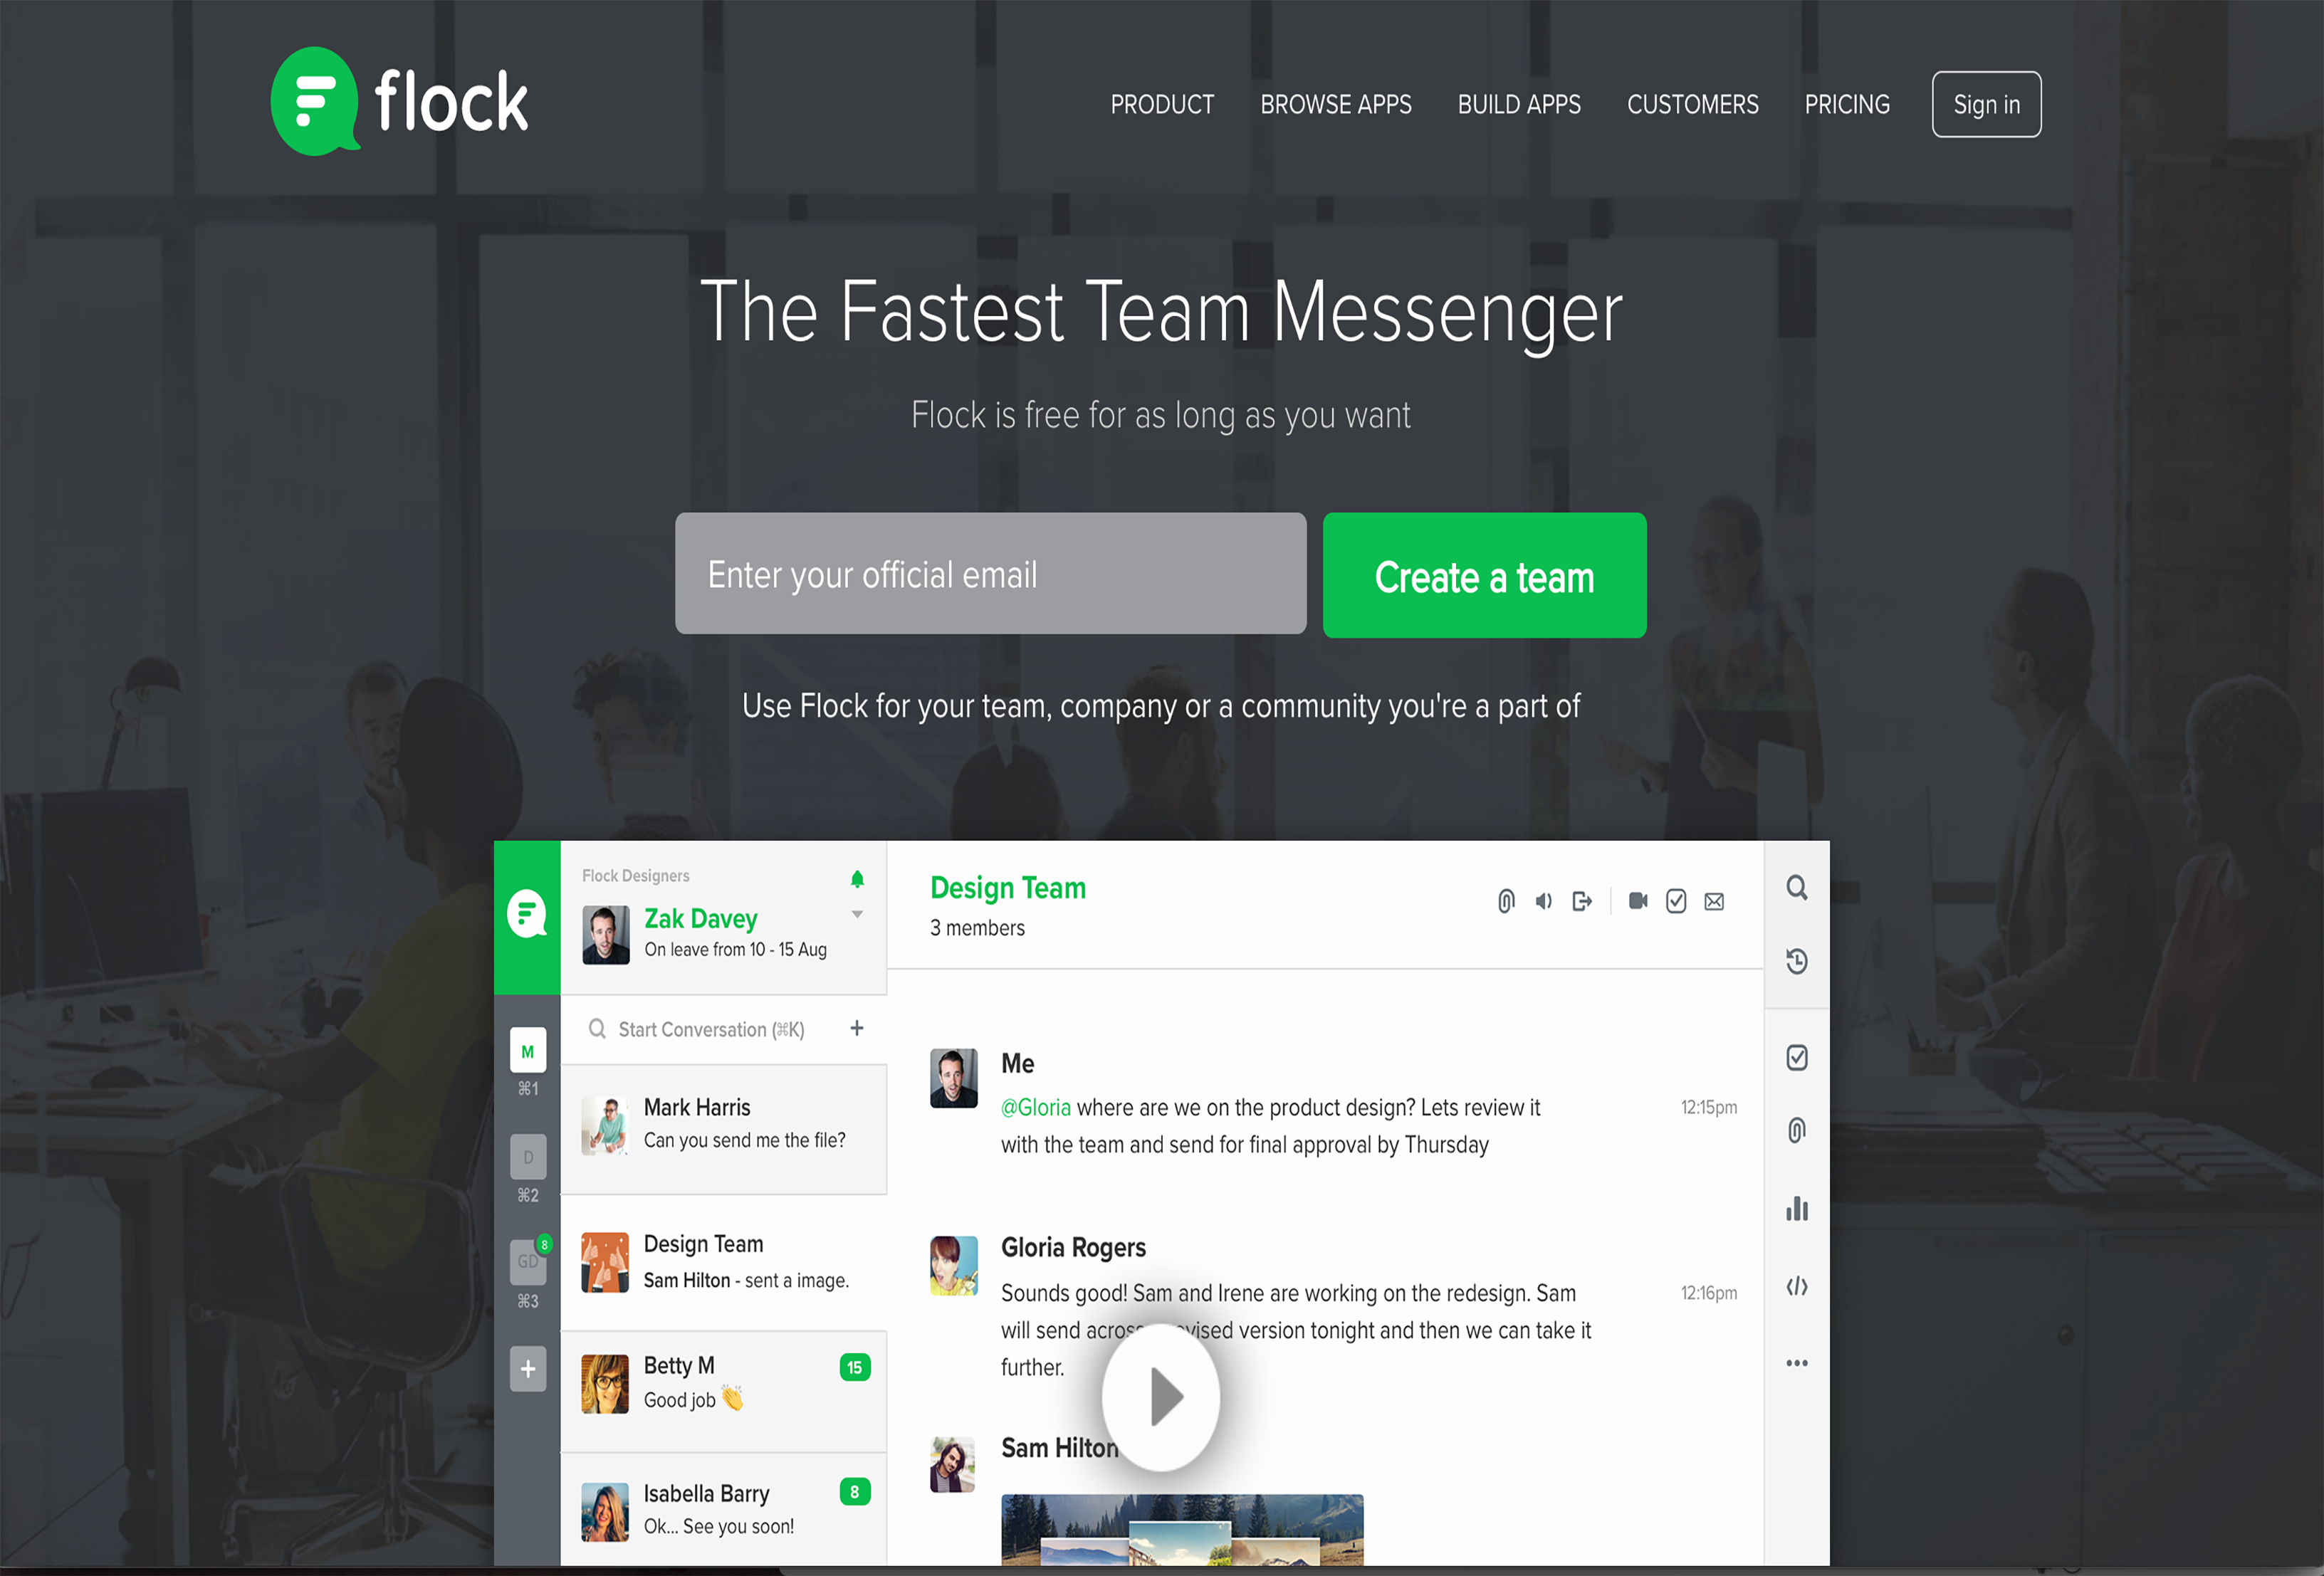 flock
PRODUCT
BROWSE APPS
BUILD APPS
CUSTOMERS
PRICING
Sign in
The Fastest Team Messenger
Flock is free for as long as you want
Enter your official email
Create a team
Use Flock for your team, company or a community you're a part of
Flock Designers
Zak Davey
On leave from 10 - 15 Aug
Start Conversation (⌘K)
+
M
⌘1
D
⌘2
GD
8
⌘3
+
Mark Harris
Can you send me the file?
Design Team
Sam Hilton - sent a image.
Betty M
15
Good job 👏
Isabella Barry
8
Ok... See you soon!
Design Team
3 members
Me
@Gloria where are we on the product design? Lets review it
12:15pm
with the team and send for final approval by Thursday
Gloria Rogers
Sounds good! Sam and Irene are working on the redesign. Sam
12:16pm
will send version tonight and then we can take it
further.
Sam Hilton